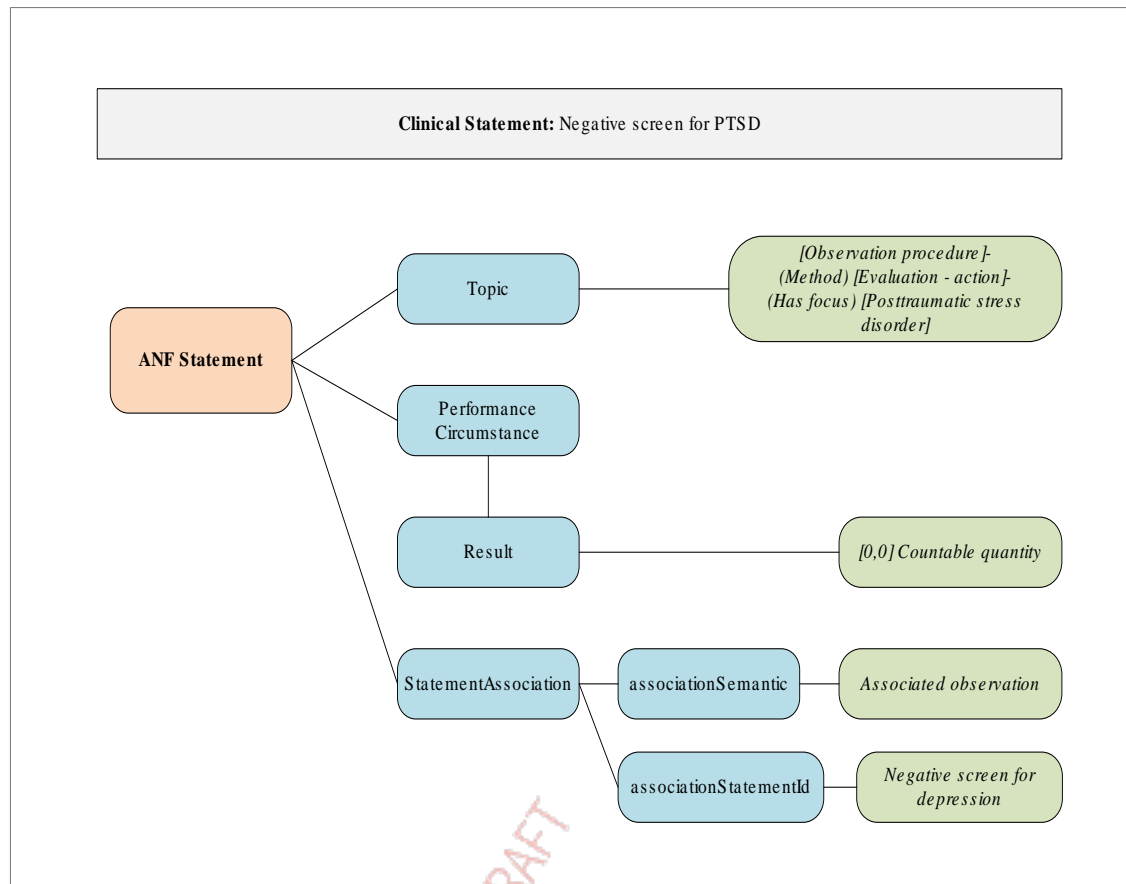 Clinical Statement: Negative screen for PTSD
[Observation procedure]-
(Method) [Evaluation - action]-
(Has focus) [Posttraumatic stress
disorder]
Topic
ANF Statement
Performance
Circumstance
Result
[0,0] Countable quantity
StatementAssociation
associationSemantic
Associated observation
associationStatementId
Negative screen for
depression